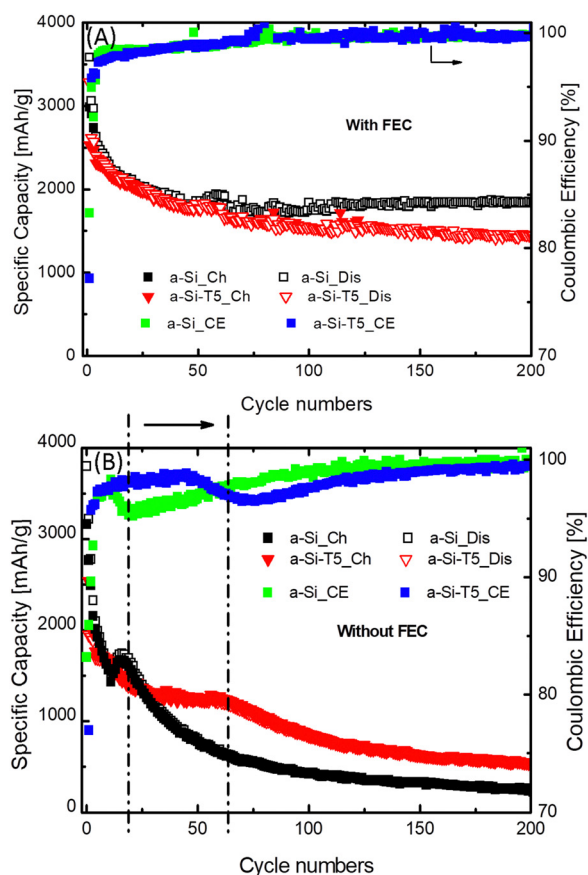 (A)
4000
3000
2000
1000
0
Specific Capacity [mAh/g]
100
90
80
70
Coulombic Efficiency [%]
With FEC
a-Si_Ch
a-Si_Dis
a-Si-T5_Ch
a-Si-T5_Dis
a-Si_CE
a-Si-T5_CE
0
50
100
150
200
Cycle numbers
(B)
4000
3000
2000
1000
0
Specific Capacity [mAh/g]
100
90
80
70
Coulombic Efficiency [%]
a-Si_Ch
a-Si_Dis
a-Si-T5_Ch
a-Si-T5_Dis
a-Si_CE
a-Si-T5_CE
Without FEC
0
50
100
150
200
Cycle numbers